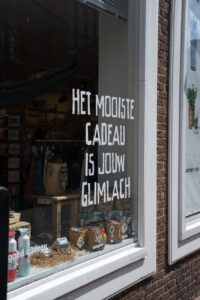 HET MOOISTE
CADEAU
IS JOUW
GLIMLACH